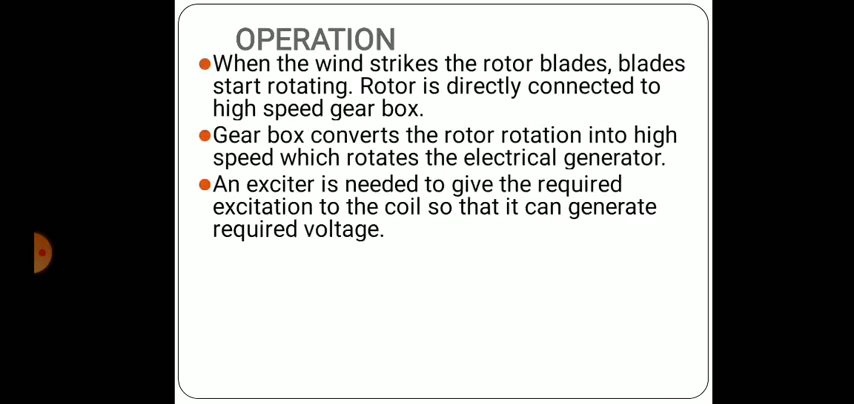 OPERATION
●When the wind strikes the rotor blades, blades
start rotating. Rotor is directly connected to
high speed gear box.
●Gear box converts the rotor rotation into high
speed which rotates the electrical generator.
●An exciter is needed to give the required
excitation to the coil so that it can generate
required voltage.